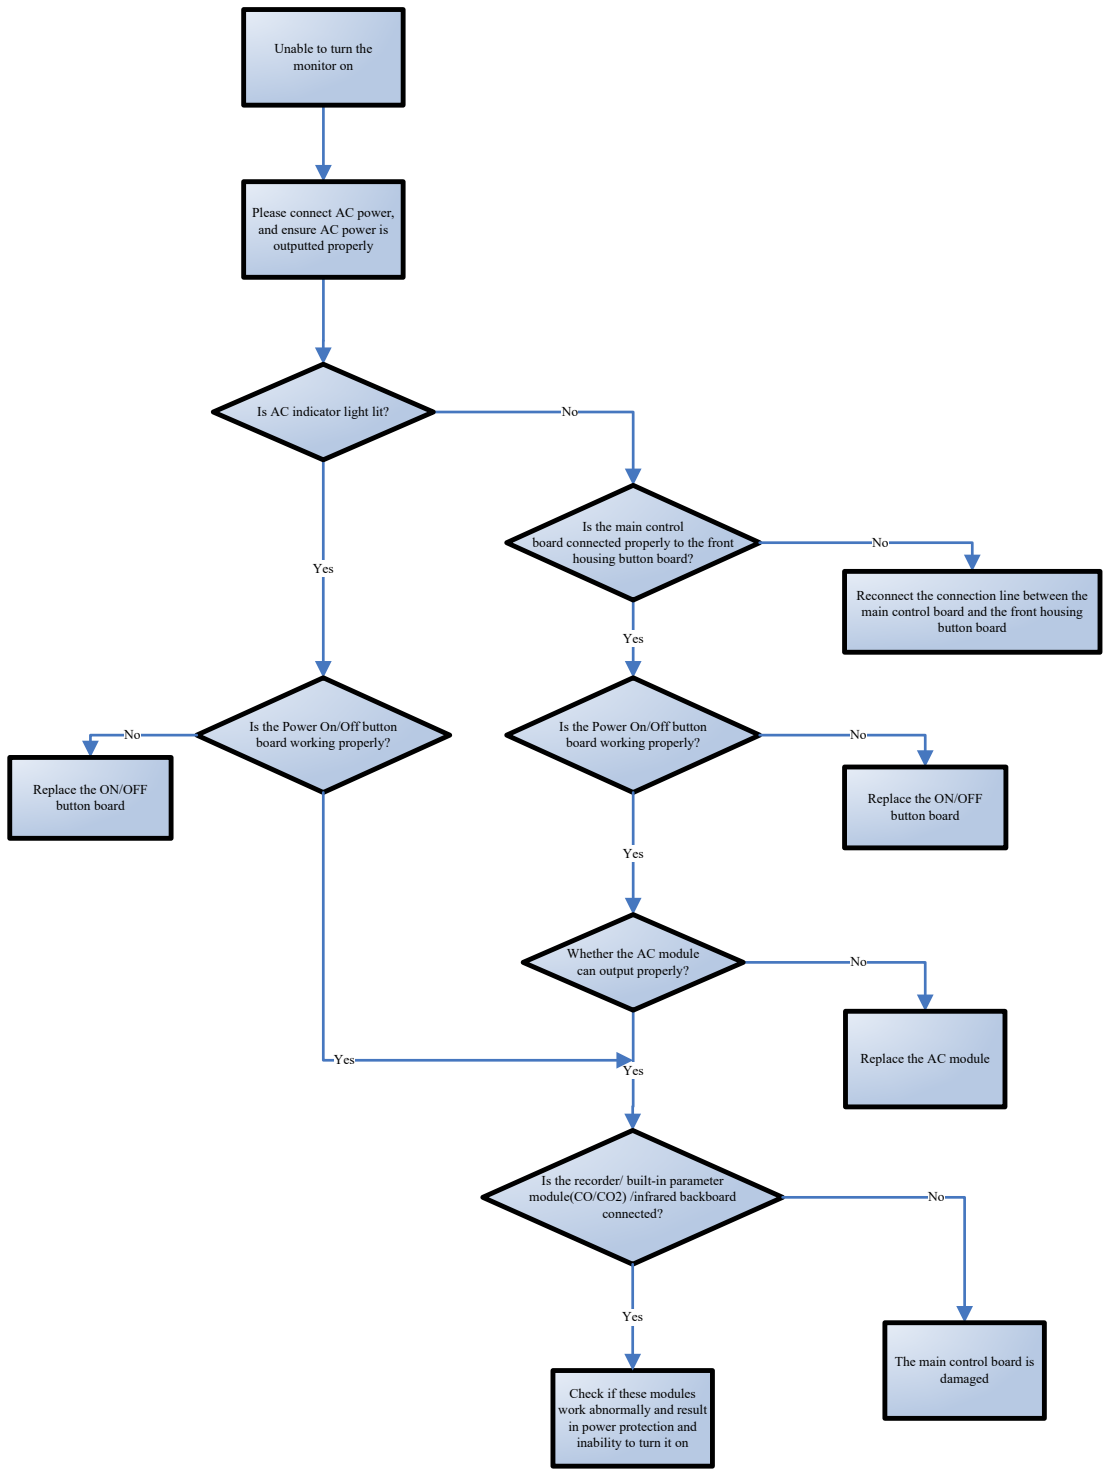 Unable to turn the
monitor on
Please connect AC power,
and ensure AC power is
outputted properly
Is AC indicator light lit?
No
Is the main control
board connected properly to the front
housing button board?
No
Yes
Reconnect the connection line between the
main control board and the front housing
button board
Yes
Is the Power On/Off button
board working properly?
No
Replace the ON/OFF
button board
Is the Power On/Off button
board working properly?
No
Replace the ON/OFF
button board
Yes
Whether the AC module
can output properly?
No
Replace the AC module
Yes
Yes
Is the recorder/ built-in parameter
module(CO/CO2) /infrared backboard
connected?
No
Yes
The main control board is
damaged
Check if these modules
work abnormally and result
in power protection and
inability to turn it on